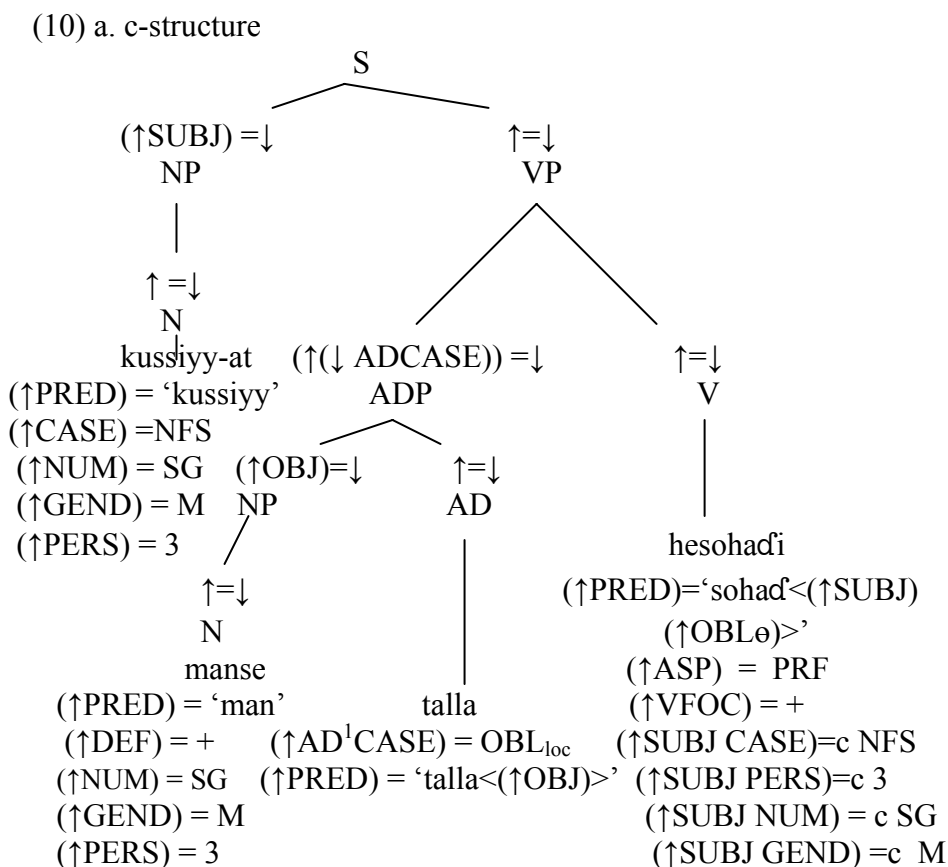 (10) a. c-structure
S
(↑SUBJ) =↓ ↑=↓
NP VP
↑ =↓
N
kussiyy-at (↑(↓ ADCASE)) =↓ ↑=↓
(↑PRED) = ‘kussiyy’ ADP V
(↑CASE) =NFS
(↑NUM) = SG (↑OBJ)=↓ ↑=↓
(↑GEND) = M NP AD
(↑PERS) = 3 hesohaɗi
↑=↓ (↑PRED)=‘sohaɗ<(↑SUBJ)
N (↑OBLɵ)>’
manse (↑ASP) = PRF
(↑PRED) = ‘man’ talla (↑VFOC) = +
(↑DEF) = + (↑AD¹CASE) = OBLloc (↑SUBJ CASE)=c NFS
(↑NUM) = SG (↑PRED) = ‘talla<(↑OBJ)>’ (↑SUBJ PERS)=c 3
(↑GEND) = M (↑SUBJ NUM) = c SG
(↑PERS) = 3 (↑SUBJ GEND) =c M